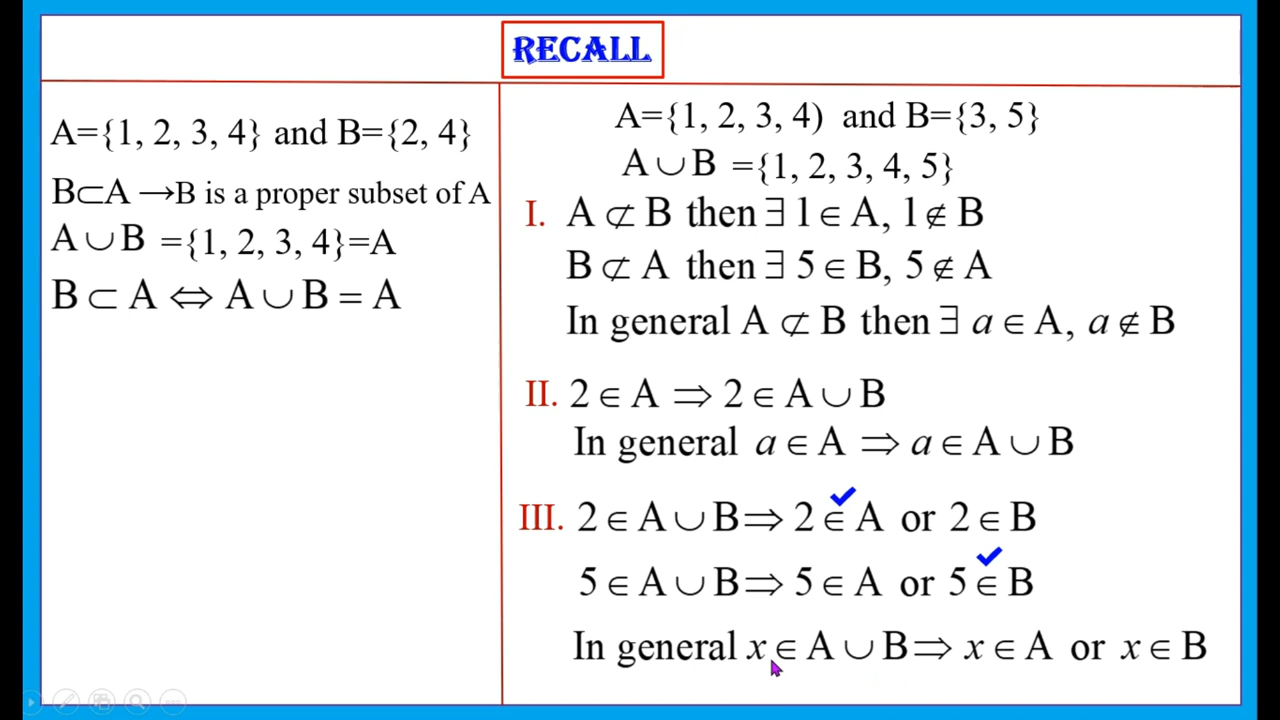 RECALL
A={1, 2, 3, 4} and B={2, 4}
B⊂A →B is a proper subset of A
A ∪ B ={1, 2, 3, 4}=A
B ⊂ A ⇔ A ∪ B = A
A={1, 2, 3, 4) and B={3, 5}
A ∪ B ={1, 2, 3, 4, 5}
I. A ⊄ B then ∃ 1 ∈ A, 1 ∉ B
B ⊄ A then ∃ 5 ∈ B, 5 ∉ A
In general A ⊄ B then ∃ a ∈ A, a ∉ B
II. 2 ∈ A ⇒ 2 ∈ A ∪ B
In general a ∈ A ⇒ a ∈ A ∪ B
III. 2 ∈ A ∪ B ⇒ 2 ∈ A or 2 ∈ B
5 ∈ A ∪ B ⇒ 5 ∈ A or 5 ∈ B
In general x ∈ A ∪ B ⇒ x ∈ A or x ∈ B